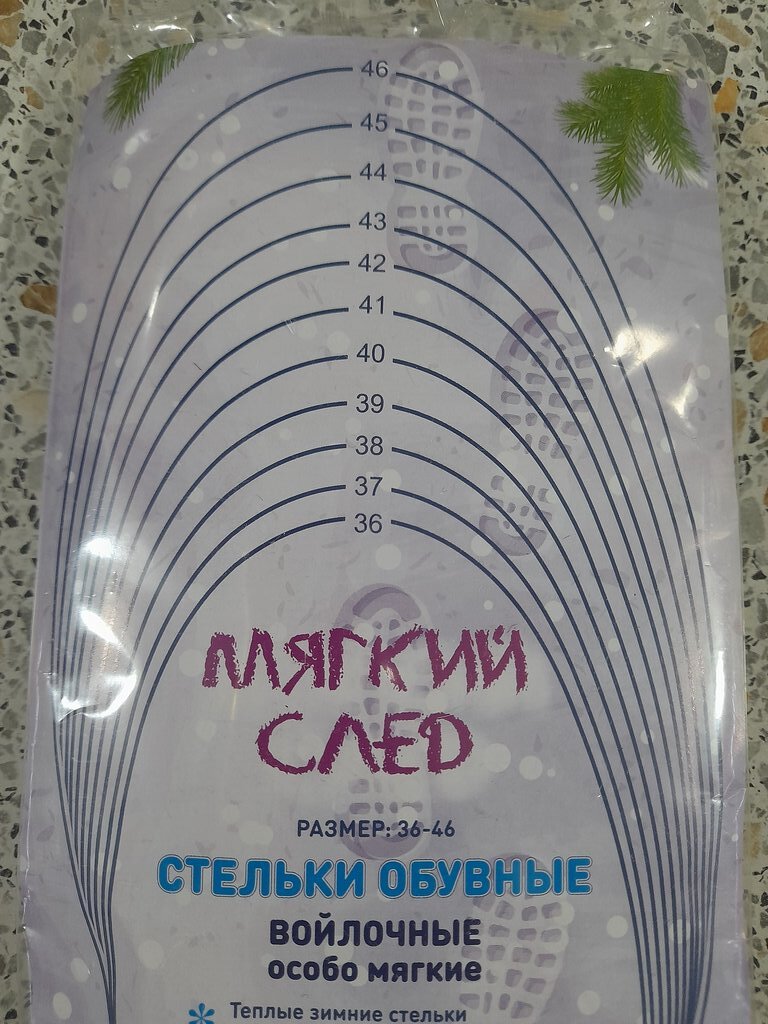 46
45
44
43
42
41
40
39
38
37
36
МЯГКИЙ
СЛЕД
РАЗМЕР: 36-46
СТЕЛЬКИ ОБУВНЫЕ
ВОЙЛОЧНЫЕ
особо мягкие
Теплые зимние стельки